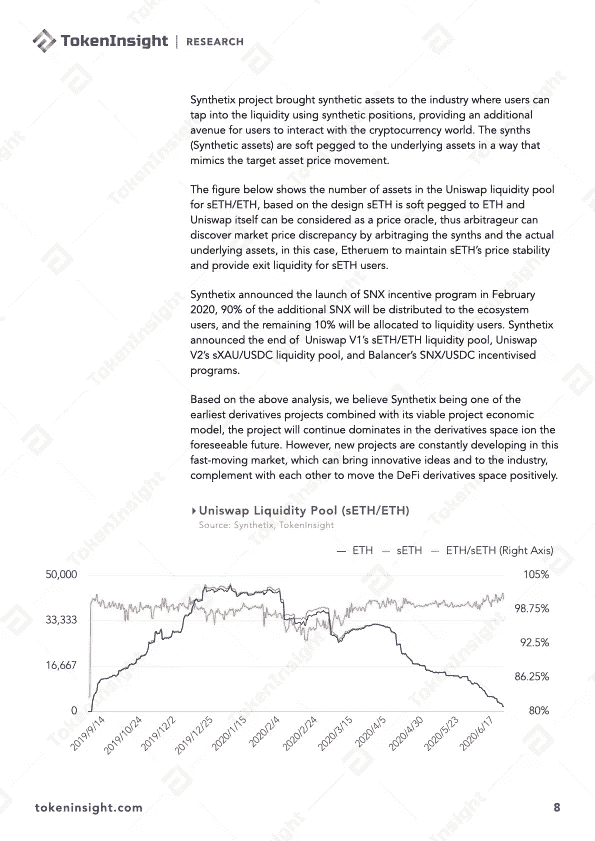 TokenInsight | RESEARCH
Synthetix project brought synthetic assets to the industry where users can
tap into the liquidity using synthetic positions, providing an additional
avenue for users to interact with the cryptocurrency world. The synths
(Synthetic assets) are soft pegged to the underlying assets in a way that
mimics the target asset price movement.
The figure below shows the number of assets in the Uniswap liquidity pool
for sETH/ETH, based on the design sETH is soft pegged to ETH and
Uniswap itself can be considered as a price oracle, thus arbitrageur can
discover market price discrepancy by arbitraging the synths and the actual
underlying assets, in this case, Etheruem to maintain sETH's price stability
and provide exit liquidity for sETH users.
Synthetix announced the launch of SNX incentive program in February
2020, 90% of the additional SNX will be distributed to the ecosystem
users, and the remaining 10% will be allocated to liquidity users. Synthetix
announced the end of  Uniswap V1's sETH/ETH liquidity pool, Uniswap
V2's sXAU/USDC liquidity pool, and Balancer's SNX/USDC incentivised
programs.
Based on the above analysis, we believe Synthetix being one of the
earliest derivatives projects combined with its viable project economic
model, the project will continue dominates in the derivatives space ion the
foreseeable future. However, new projects are constantly developing in this
fast-moving market, which can bring innovative ideas and to the industry,
complement with each other to move the DeFi derivatives space positively.
Uniswap Liquidity Pool (sETH/ETH)
Source: Synthetix, TokenInsight
ETH sETH ETH/sETH (Right Axis)
50,000 105%
33,333 98.75%
92.5%
16,667 86.25%
0 80%
2019/9/14 2019/10/24 2019/12/2 2019/12/25 2020/1/15 2020/2/4 2020/2/24 2020/3/15 2020/4/5 2020/4/30 2020/5/23 2020/6/17
tokeninsight.com 8